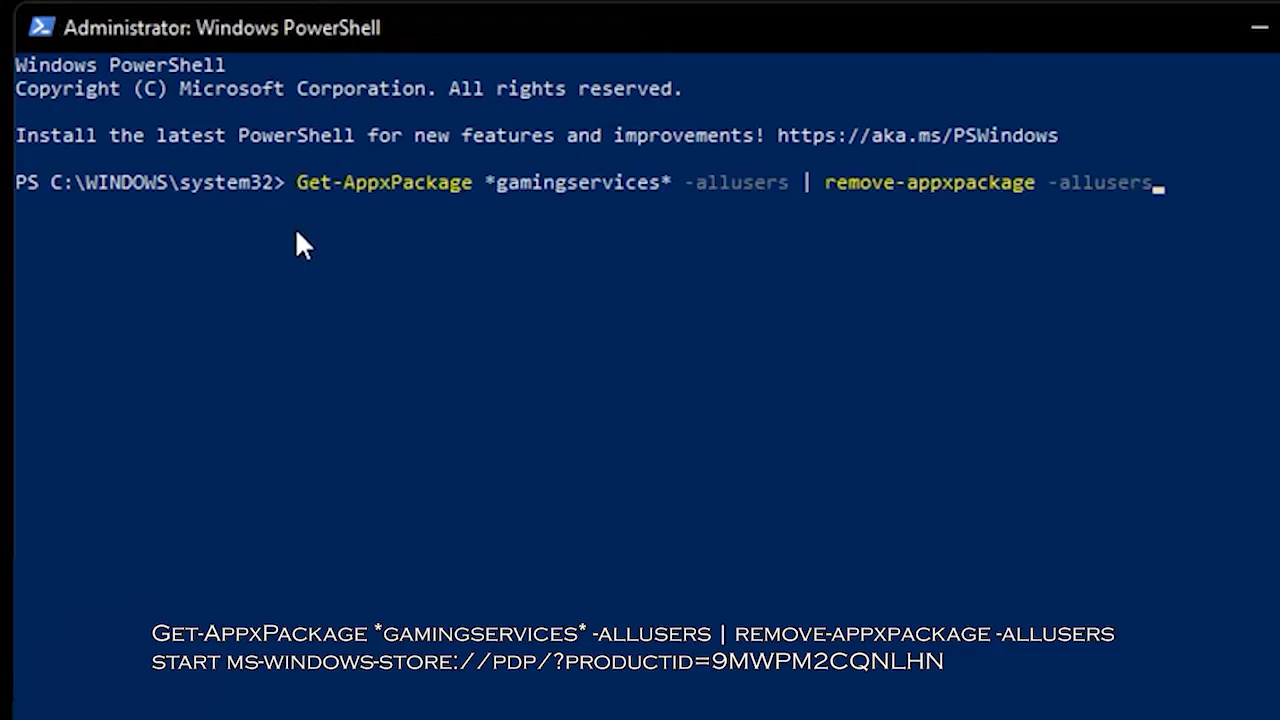 Administrator: Windows PowerShell
Windows PowerShell
Copyright (C) Microsoft Corporation. All rights reserved.
Install the latest PowerShell for new features and improvements! https://aka.ms/PSWindows
PS C:\WINDOWS\system32> Get-AppxPackage *gamingservices* -allusers | remove-appxpackage -allusers
GET-APPXPACKAGE *GAMINGSERVICES* -ALLUSERS | REMOVE-APPXPACKAGE -ALLUSERS
START MS-WINDOWS-STORE://PDP/?PRODUCTID=9MWPM2CQNLHN